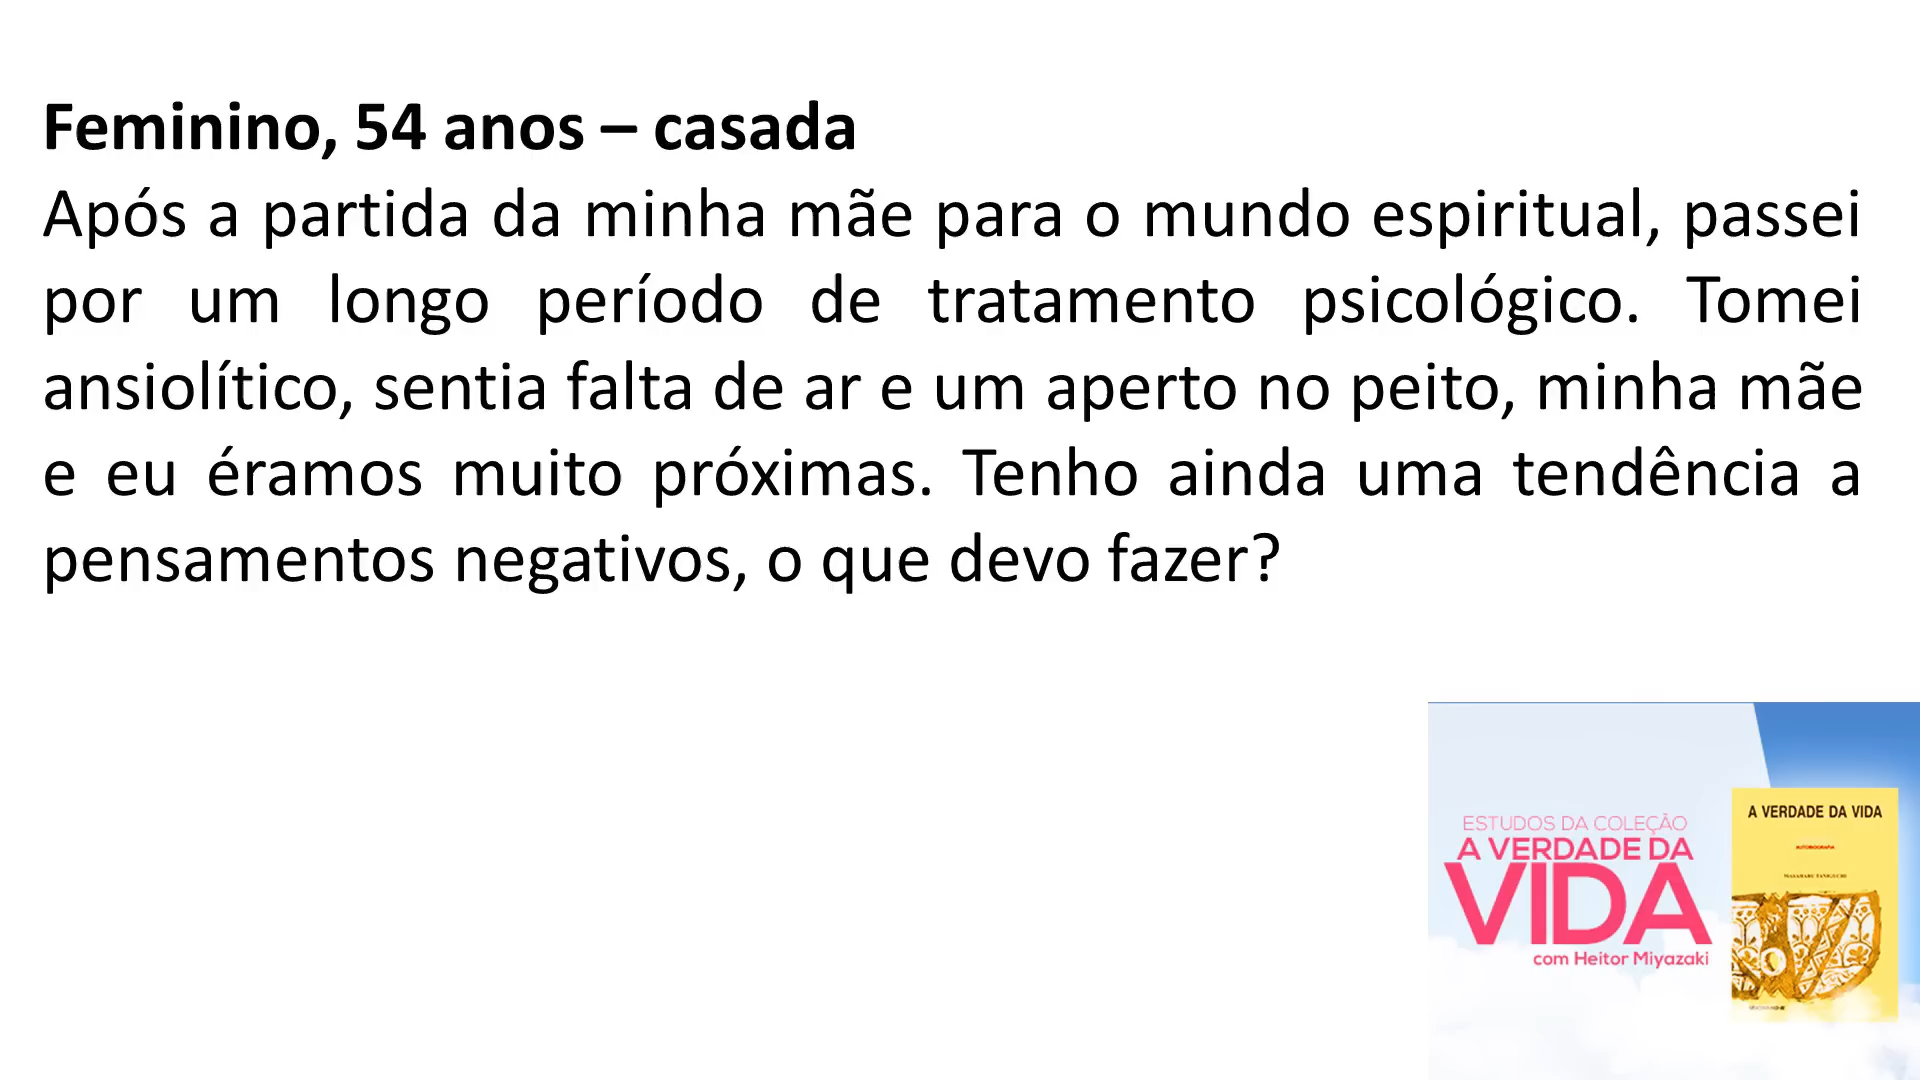 Feminino, 54 anos – casada
Após a partida da minha mãe para o mundo espiritual, passei
por um longo período de tratamento psicológico. Tomei
ansiolítico, sentia falta de ar e um aperto no peito, minha mãe
e eu éramos muito próximas. Tenho ainda uma tendência a
pensamentos negativos, o que devo fazer?
ESTUDOS DA COLEÇÃO
A VERDADE DA
VIDA
com Heitor Miyazaki
A VERDADE DA VIDA
AUTOBIOGRAFIA
MASAHARU TANIGUCHI